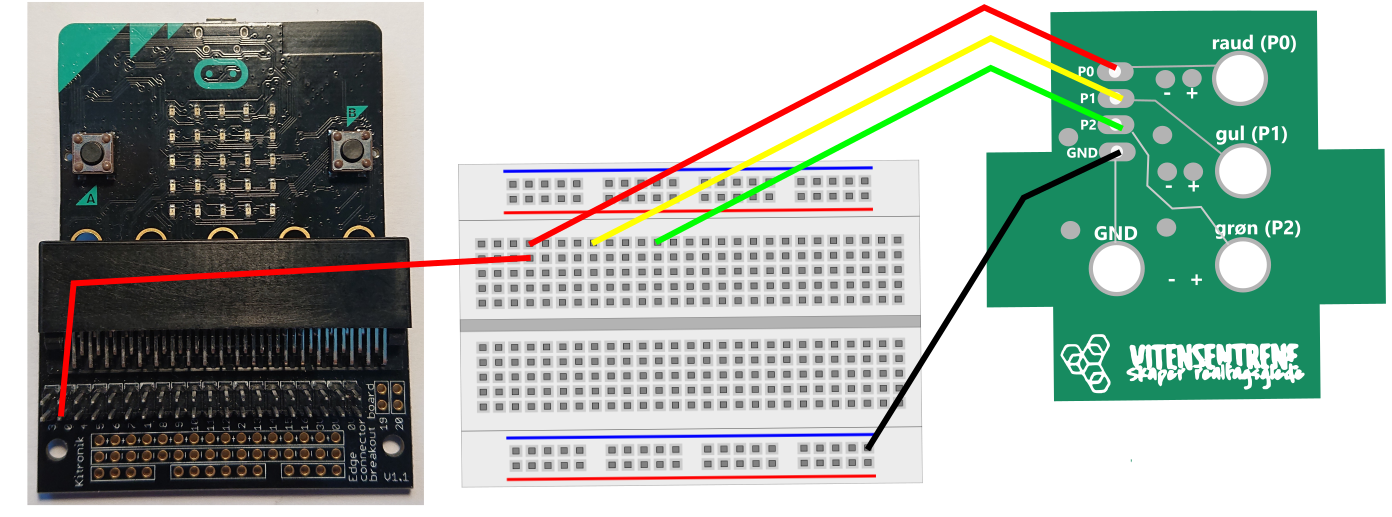 B
A
Kitronik
Edge
connector
breakout board
V1.1
19
20
raud (P0)
P0
- +
P1
P2
gul (P1)
GND
- +
GND
grøn (P2)
- +
VITENSENTRENE
Skaper realfagsglede